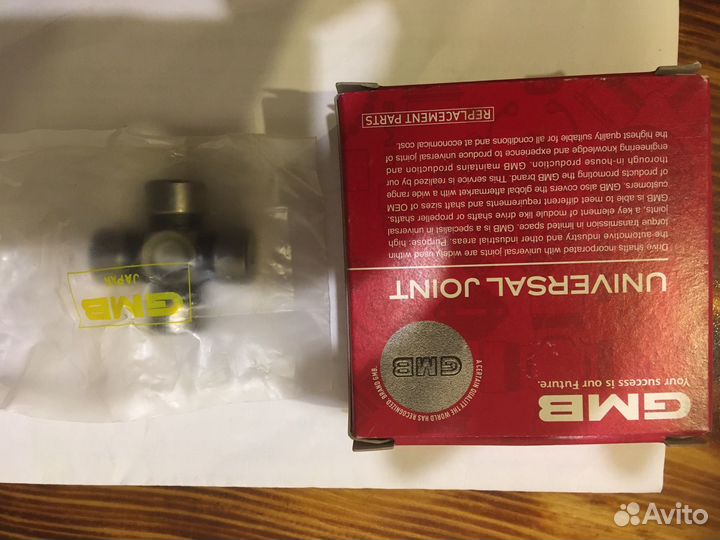 GMB
Your success is our Future.
GMB
A CERTAIN QUALITY THE WORLD HAS RECOGNIZED BRAND GMB.
UNIVERSAL JOINT
Drive shafts incorporated with universal joints are widely used within
the automotive industry and other industrial areas. Purpose: high
torque transmission in limited space. GMB is a specialist in universal
joints, a key element of module like drive shafts or propeller shafts.
GMB is able to meet different requirements and shaft sizes of OEM
customers. GMB also covers the global aftermarket with a wide range
of products promoting the GMB brand. This service is realized by our
thorough in-house production. GMB maintains production and
engineering knowledge and experience to produce universal joints of
the highest quality suitable for all conditions and at economical cost.
REPLACEMENT PARTS
GMB
JAPAN
Avito